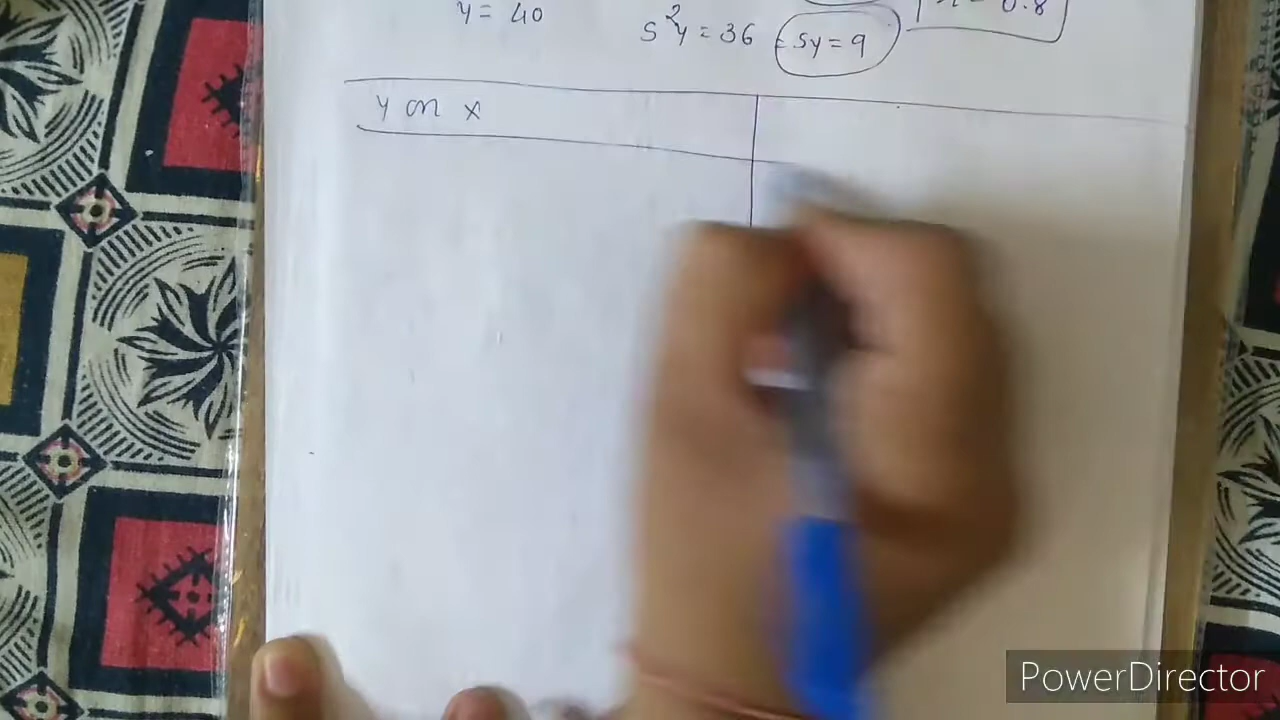 y = 40
s²y = 36 = sy = 9
r = 0.8
y on x
PowerDirector